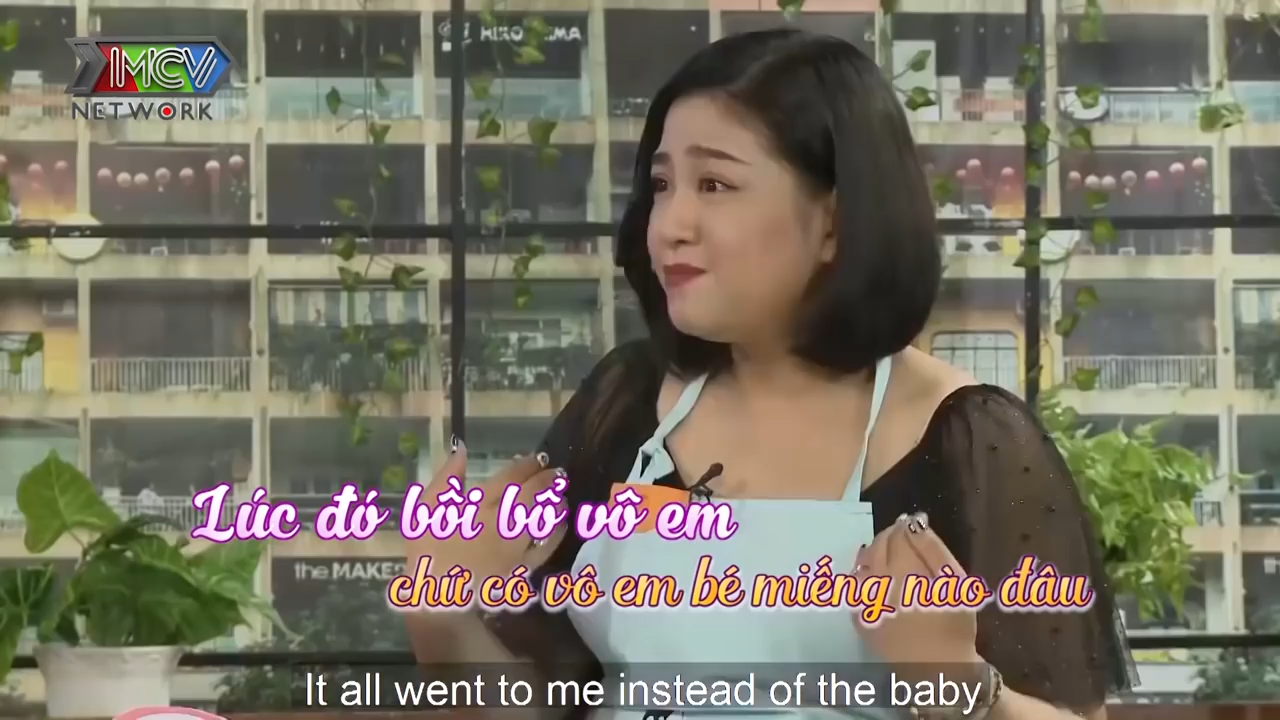 MCV
NETWORK
Lúc đó bồi bổ vô em
chứ có vô em bé miếng nào đâu
the MAKER
It all went to me instead of the baby